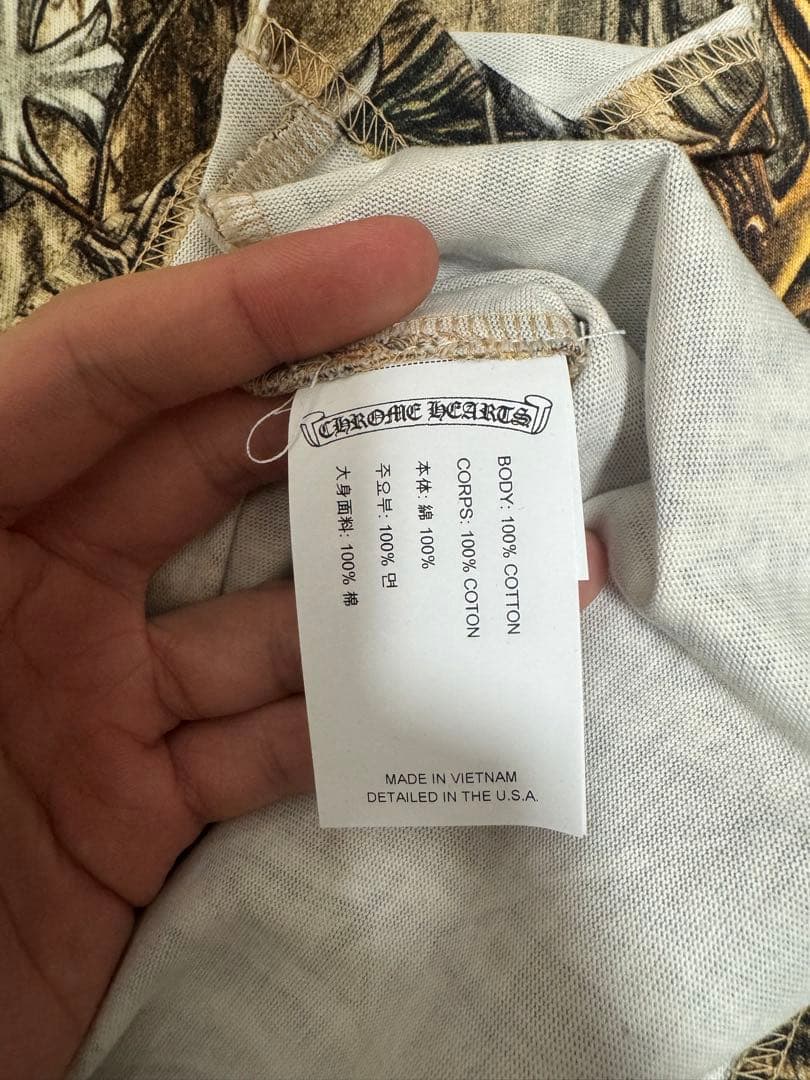 CHROME HEARTS
BODY: 100% COTTON
CORPS: 100% COTON
本体: 綿 100%
주요부: 100% 면
大身面料: 100% 棉
MADE IN VIETNAM
DETAILED IN THE U.S.A.